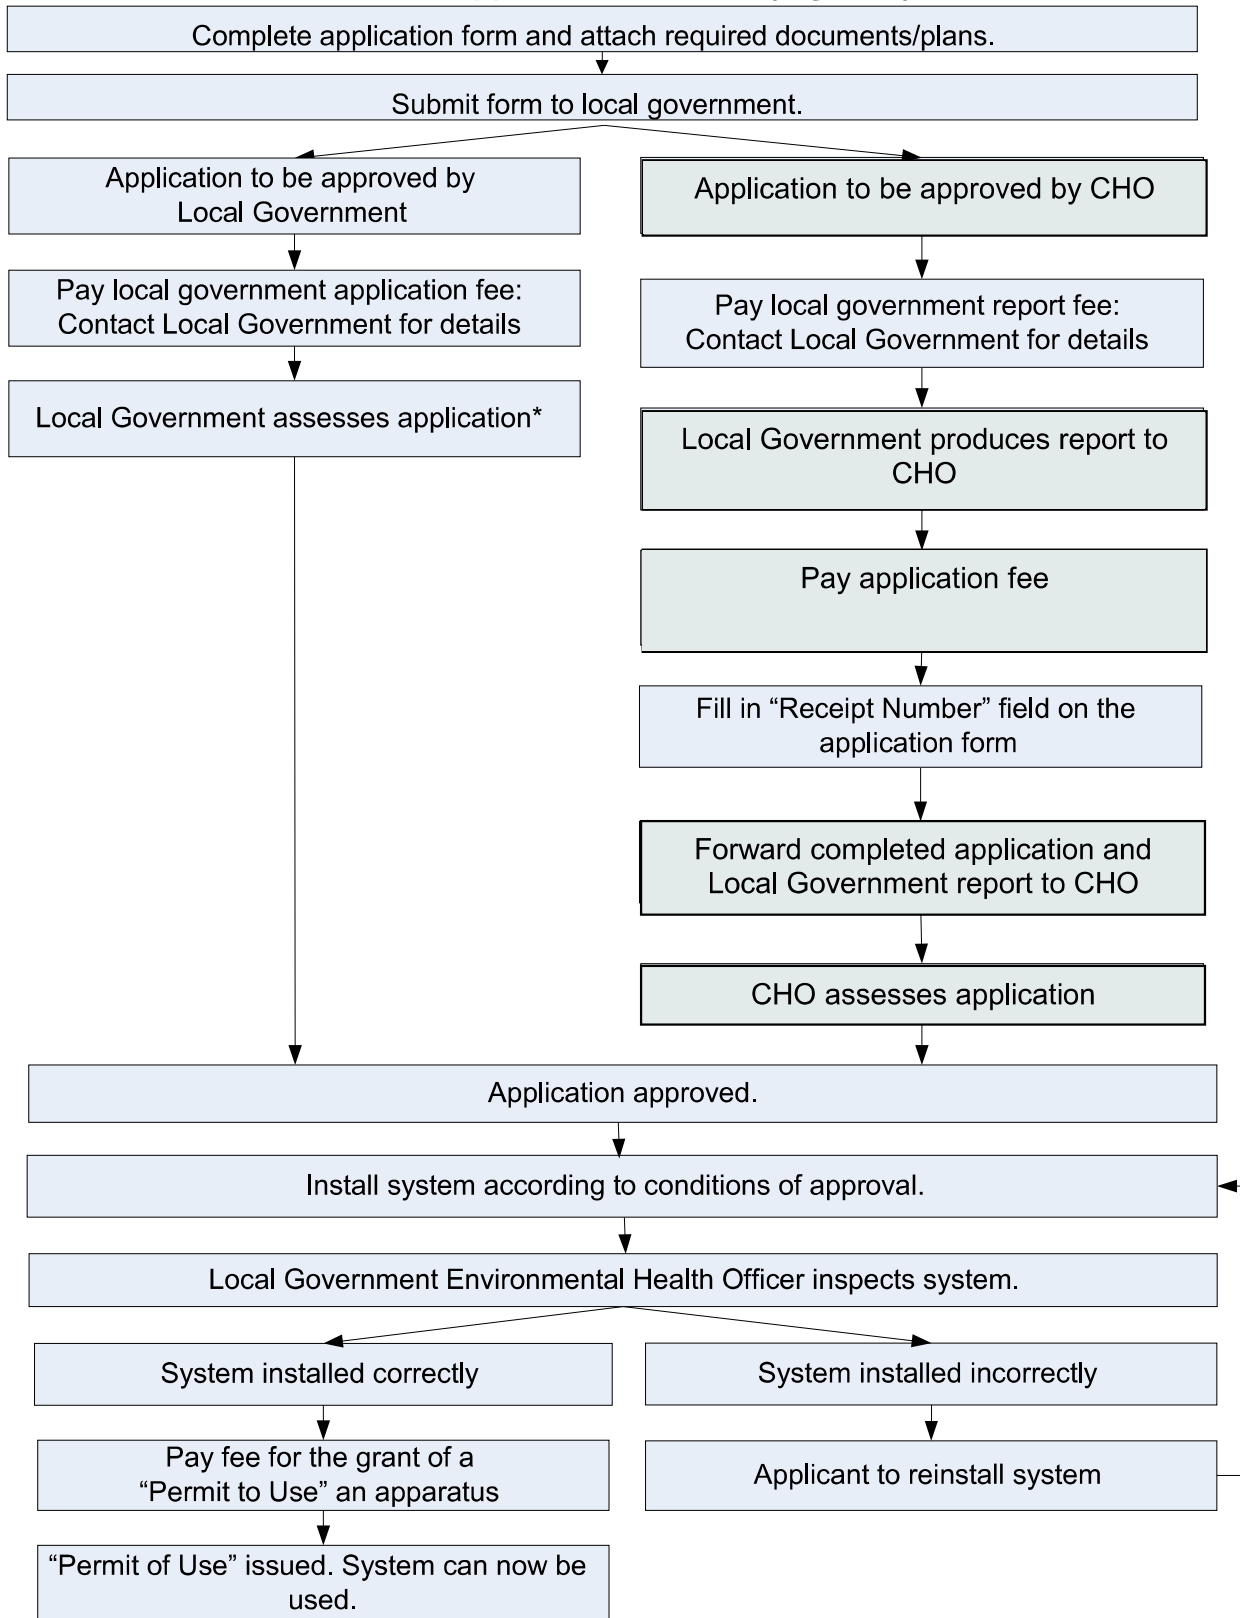 Complete application form and attach required documents/plans.
Submit form to local government.
Application to be approved by
Local Government
Pay local government application fee:
Contact Local Government for details
Local Government assesses application*
Application to be approved by CHO
Pay local government report fee:
Contact Local Government for details
Local Government produces report to
CHO
Pay application fee
Fill in “Receipt Number” field on the
application form
Forward completed application and
Local Government report to CHO
CHO assesses application
Application approved.
Install system according to conditions of approval.
Local Government Environmental Health Officer inspects system.
System installed correctly
Pay fee for the grant of a
“Permit to Use” an apparatus
“Permit of Use” issued. System can now be
used.
System installed incorrectly
Applicant to reinstall system